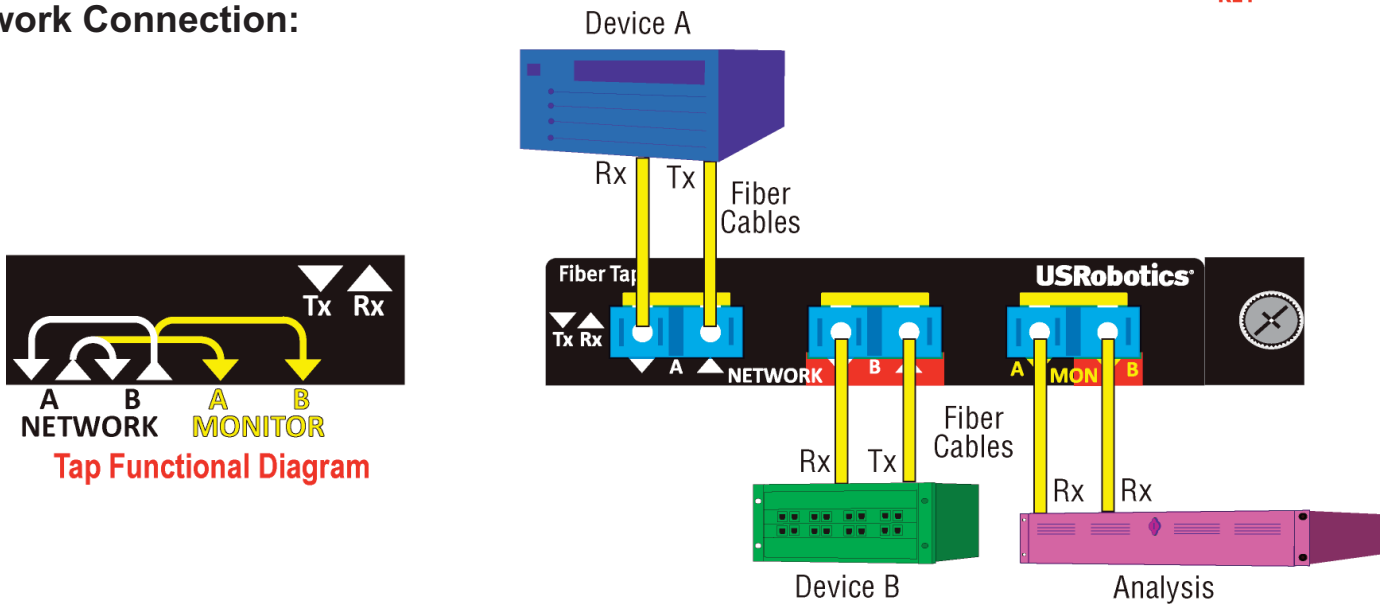 work Connection:
Device A
Rx Tx
Fiber
Cables
Tx Rx
A B A B
NETWORK MONITOR
Tap Functional Diagram
Fiber Tap
USRobotics
Tx Rx
A NETWORK B A MON B
Fiber
Cables
Rx Tx
Rx Rx
Device B
Analysis